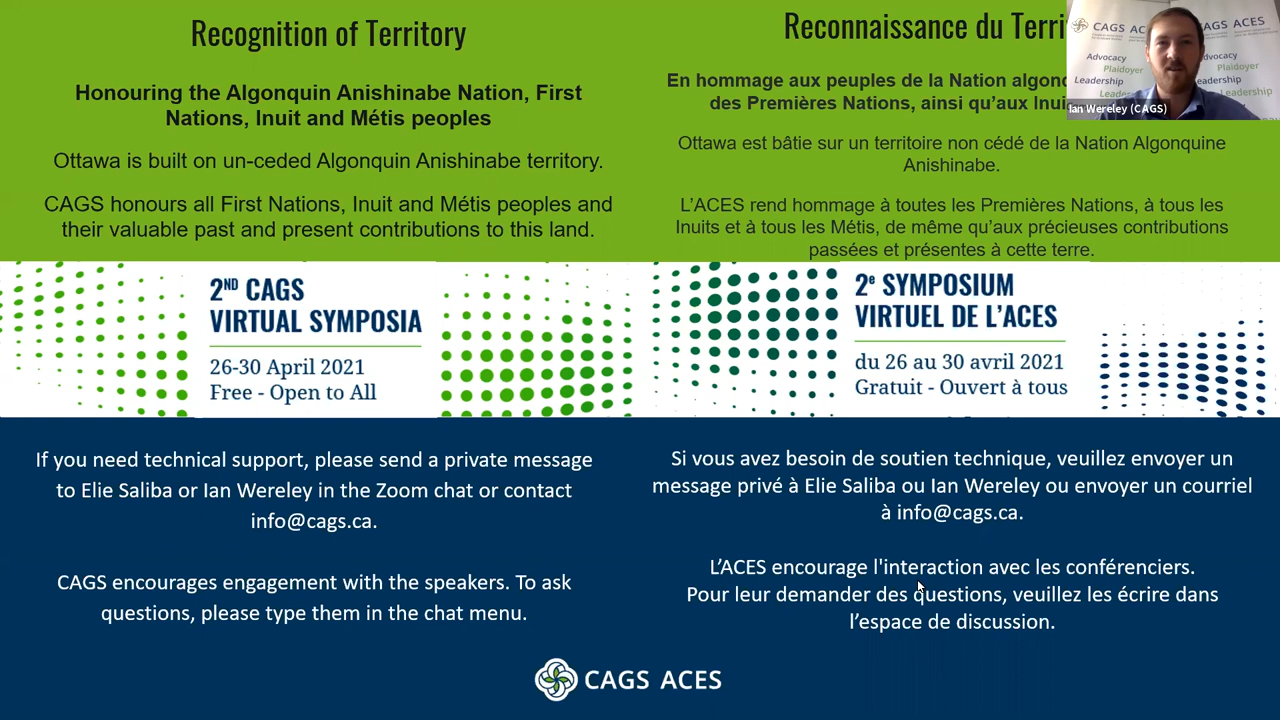 Recognition of Territory
Honouring the Algonquin Anishinabe Nation, First
Nations, Inuit and Métis peoples
Ottawa is built on un-ceded Algonquin Anishinabe territory.
CAGS honours all First Nations, Inuit and Métis peoples and
their valuable past and present contributions to this land.
Reconnaissance du Terri
En hommage aux peuples de la Nation algon
des Premières Nations, ainsi qu’aux Inui
Ottawa est bâtie sur un territoire non cédé de la Nation Algonquine
Anishinabe.
L’ACES rend hommage à toutes les Premières Nations, à tous les
Inuits et à tous les Métis, de même qu’aux précieuses contributions
passées et présentes à cette terre.
CAGS ACES
CAGS ACES
Advocacy
Plaidoyer
Leadership
Advocacy
Plaidoyer
Leadership
Leadership
Ian Wereley (CAGS)
2ND CAGS
VIRTUAL SYMPOSIA
26-30 April 2021
Free - Open to All
2e SYMPOSIUM
VIRTUEL DE L’ACES
du 26 au 30 avril 2021
Gratuit - Ouvert à tous
If you need technical support, please send a private message
to Elie Saliba or Ian Wereley in the Zoom chat or contact
info@cags.ca.
CAGS encourages engagement with the speakers. To ask
questions, please type them in the chat menu.
Si vous avez besoin de soutien technique, veuillez envoyer un
message privé à Elie Saliba ou Ian Wereley ou envoyer un courriel
à info@cags.ca.
L’ACES encourage l'interaction avec les conférenciers.
Pour leur demander des questions, veuillez les écrire dans
l’espace de discussion.
CAGS ACES